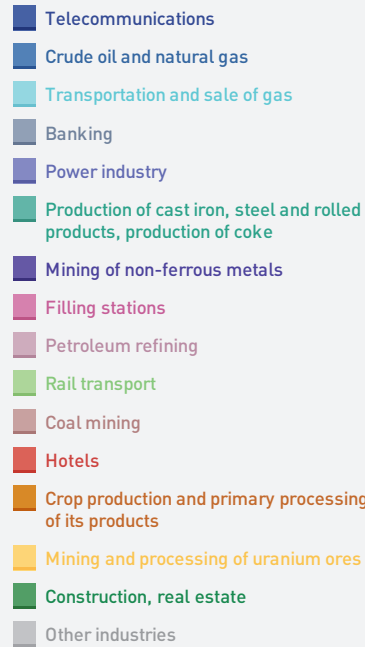 Telecommunications
Crude oil and natural gas
Transportation and sale of gas
Banking
Power industry
Production of cast iron, steel and rolled
products, production of coke
Mining of non-ferrous metals
Filling stations
Petroleum refining
Rail transport
Coal mining
Hotels
Crop production and primary processing
of its products
Mining and processing of uranium ores
Construction, real estate
Other industries